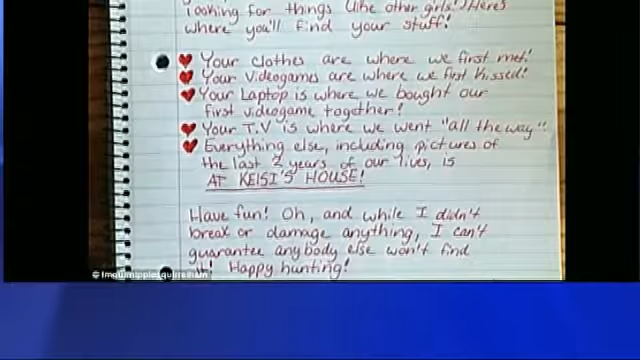 looking for things (like other girls!) Here's
where you'll find your stuff!
Your clothes are where we first met!
Your Videogames are where we first Kissed!
Your Laptop is where we bought our
first videogame together!
Your T.V is where we went "all the way".
Everything else, including pictures of
the last 2 years of our lives, is
AT KEISI'S HOUSE!
Have fun! Oh, and while I didn't
break or damage anything, I can't
guarantee anybody else won't find
it! Happy hunting!